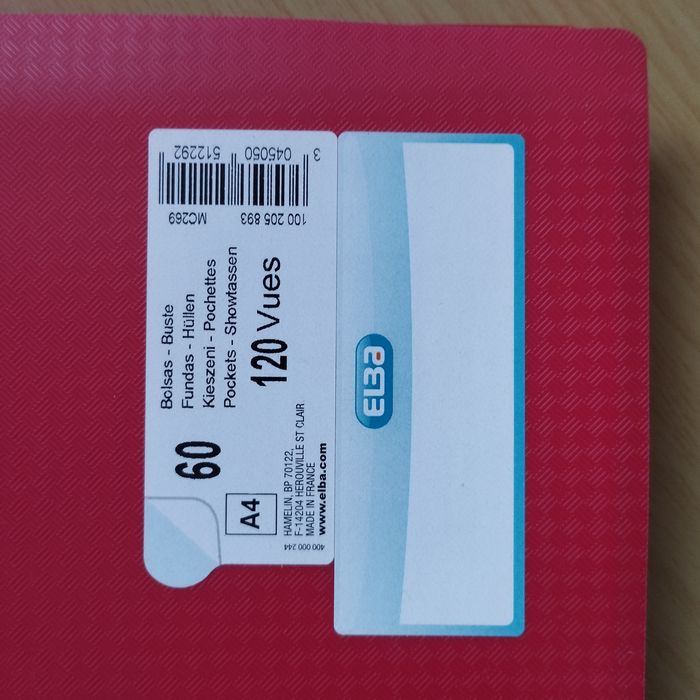 60
Bolsas - Buste
Fundas - Hüllen
Kieszeni - Pochettes
Pockets - Showtassen
A4
120 Vues
HAMELIN, BP 70122,
F-14204 HEROUVILLE ST CLAIR
MADE IN FRANCE
www.elba.com
400 000 244
MC269
100 205 893
3 045050 512292
ELBA